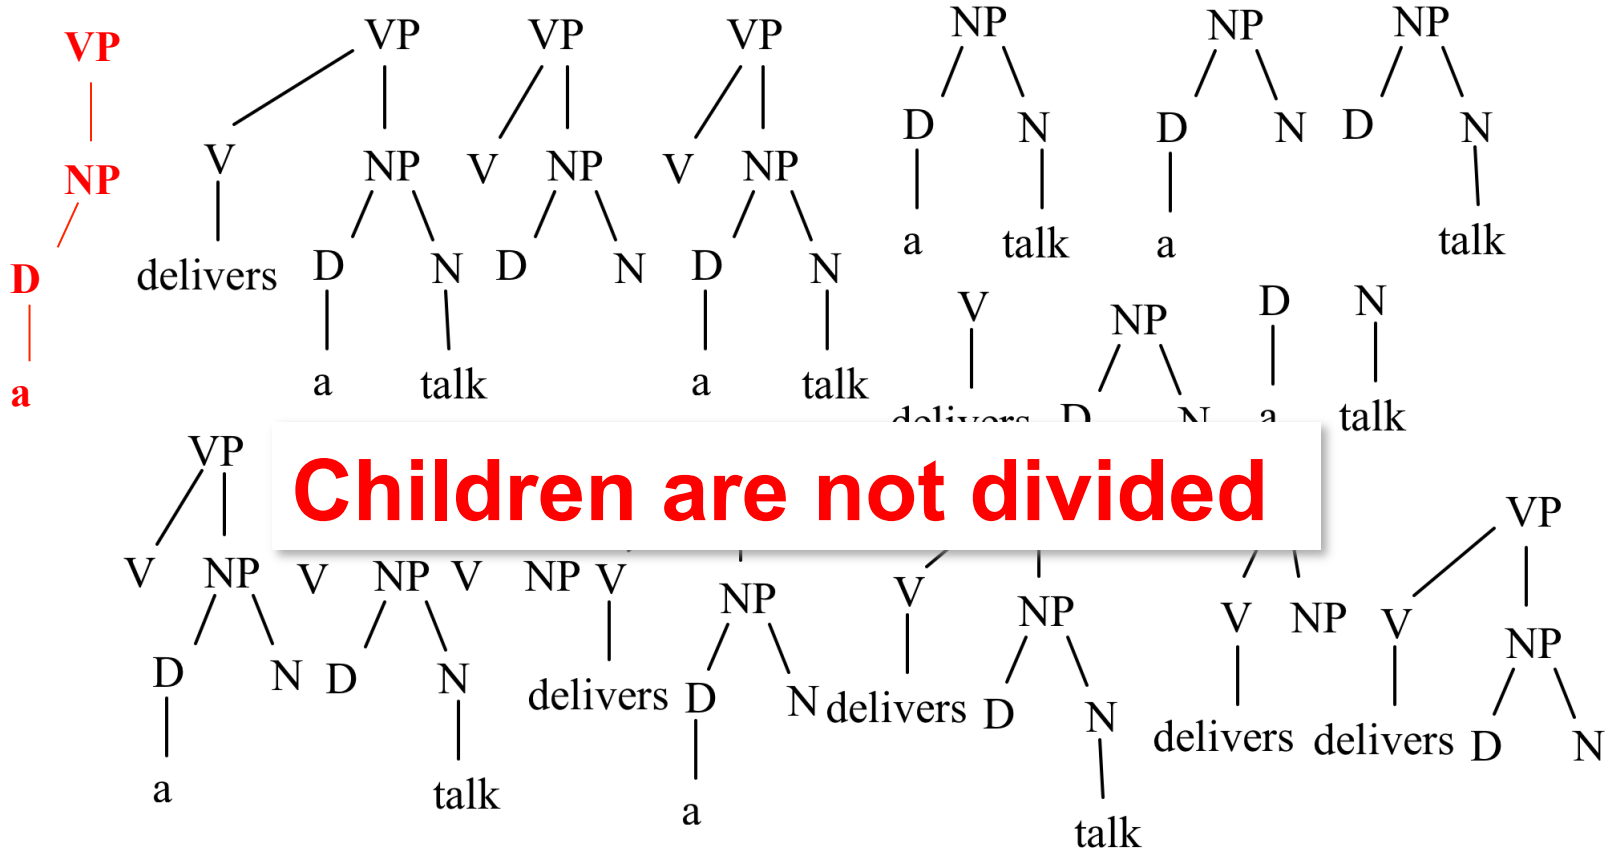 VP VP VP VP NP NP NP
D N D N D N
NP V NP V NP V NP
a talk a talk
D delivers D N D N D N
V NP D N
a a talk a talk
delivers D N a talk
VP
Children are not divided
VP
V NP V NP V NP V NP V NP V NP V NP
D N D N delivers D N delivers D N delivers delivers D N
a talk a talk